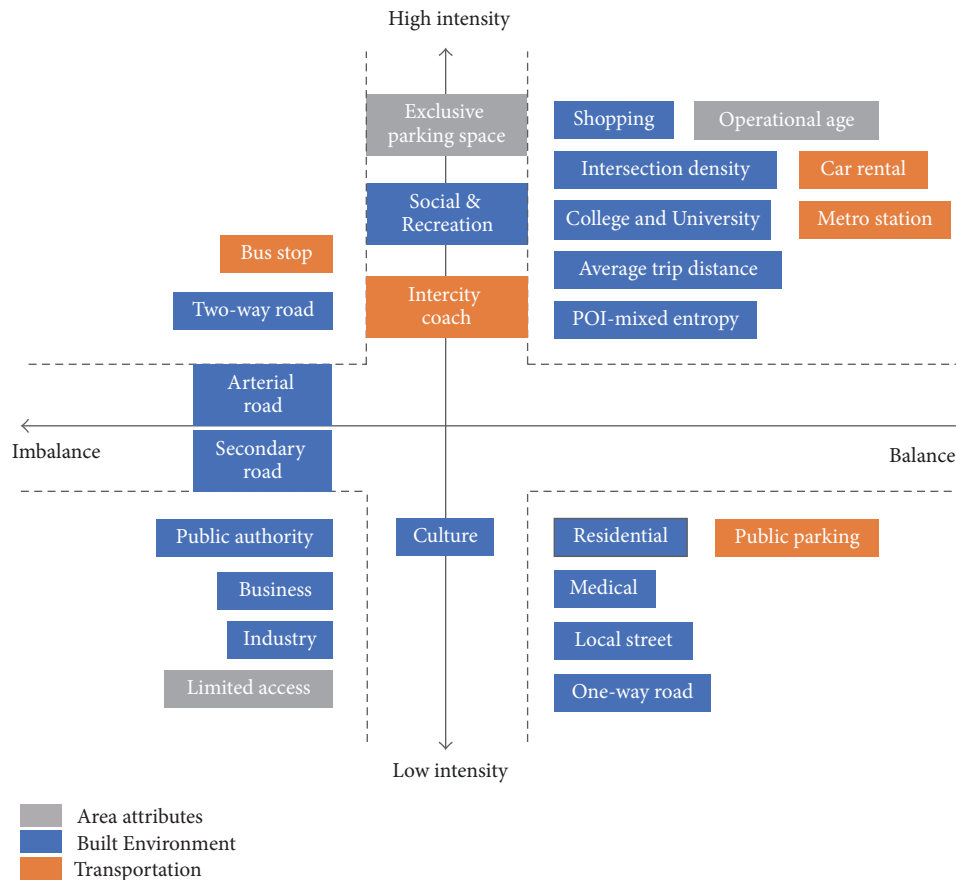 High intensity
Exclusive
parking space
Shopping
Operational age
Intersection density
Car rental
Social &
Recreation
College and University
Metro station
Bus stop
Average trip distance
Two-way road
Intercity
coach
POI-mixed entropy
Arterial
road
Imbalance
Secondary
road
Balance
Public authority
Culture
Residential
Public parking
Business
Medical
Industry
Local street
Limited access
One-way road
Low intensity
Area attributes
Built Environment
Transportation